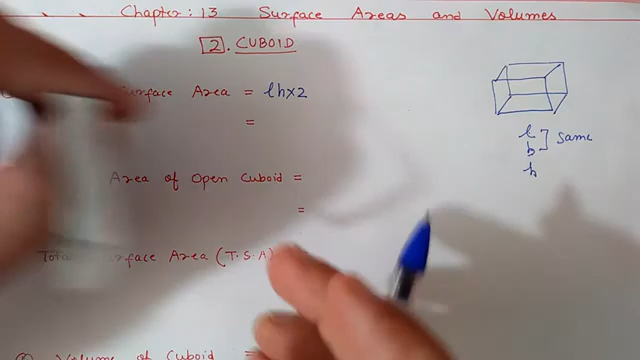 Chapter: 13 Surface Areas and Volumes
2. CUBOID
Surface Area = lh×2
=
l
b ] Same
h
Area of Open Cuboid =
=
Surface Area (T.S.A)
Volume of Cuboid =